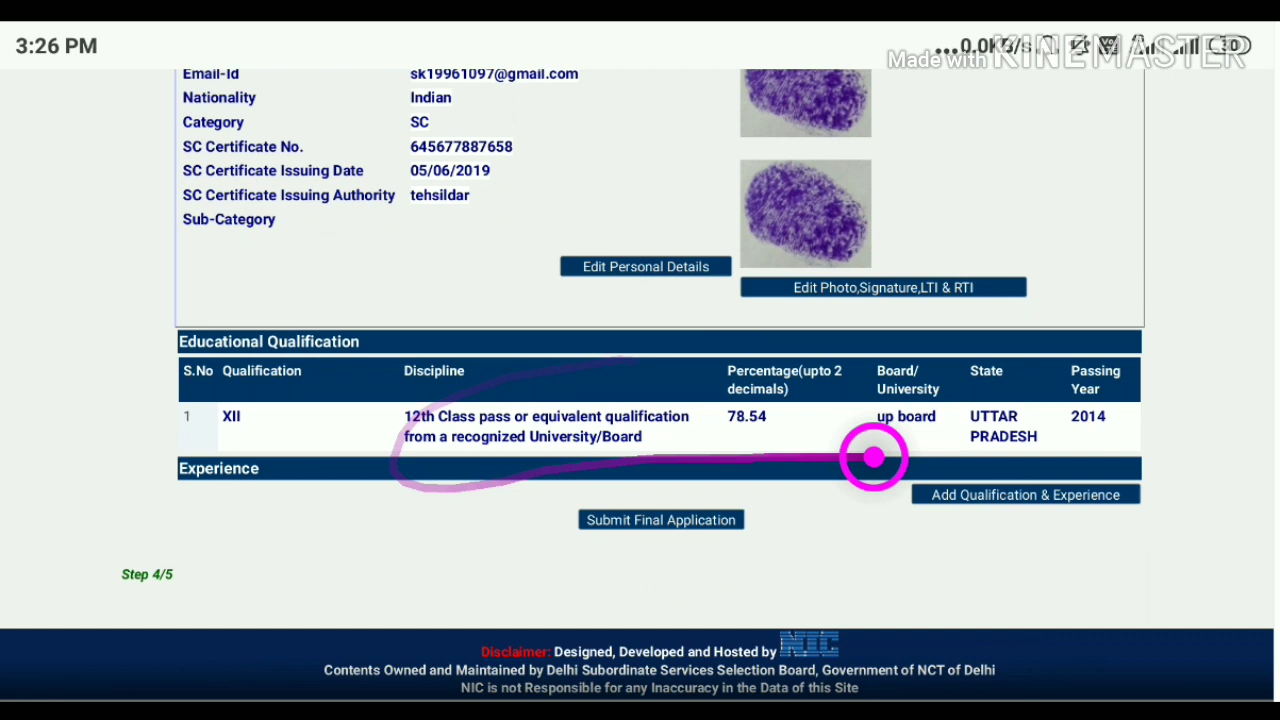 3:26 PM
0.0KB/s
30
Made with KINEMASTER
Email-Id sk19961097@gmail.com
Nationality Indian
Category SC
SC Certificate No. 645677887658
SC Certificate Issuing Date 05/06/2019
SC Certificate Issuing Authority tehsildar
Sub-Category
Edit Personal Details
Edit Photo,Signature,LTI & RTI
Educational Qualification
S.No Qualification Discipline Percentage(upto 2 Board/ State Passing
decimals) University Year
1 XII 12th Class pass or equivalent qualification 78.54 up board UTTAR 2014
from a recognized University/Board PRADESH
Experience
Add Qualification & Experience
Submit Final Application
Step 4/5
Disclaimer: Designed, Developed and Hosted by NIC
Contents Owned and Maintained by Delhi Subordinate Services Selection Board, Government of NCT of Delhi
NIC is not Responsible for any Inaccuracy in the Data of this Site